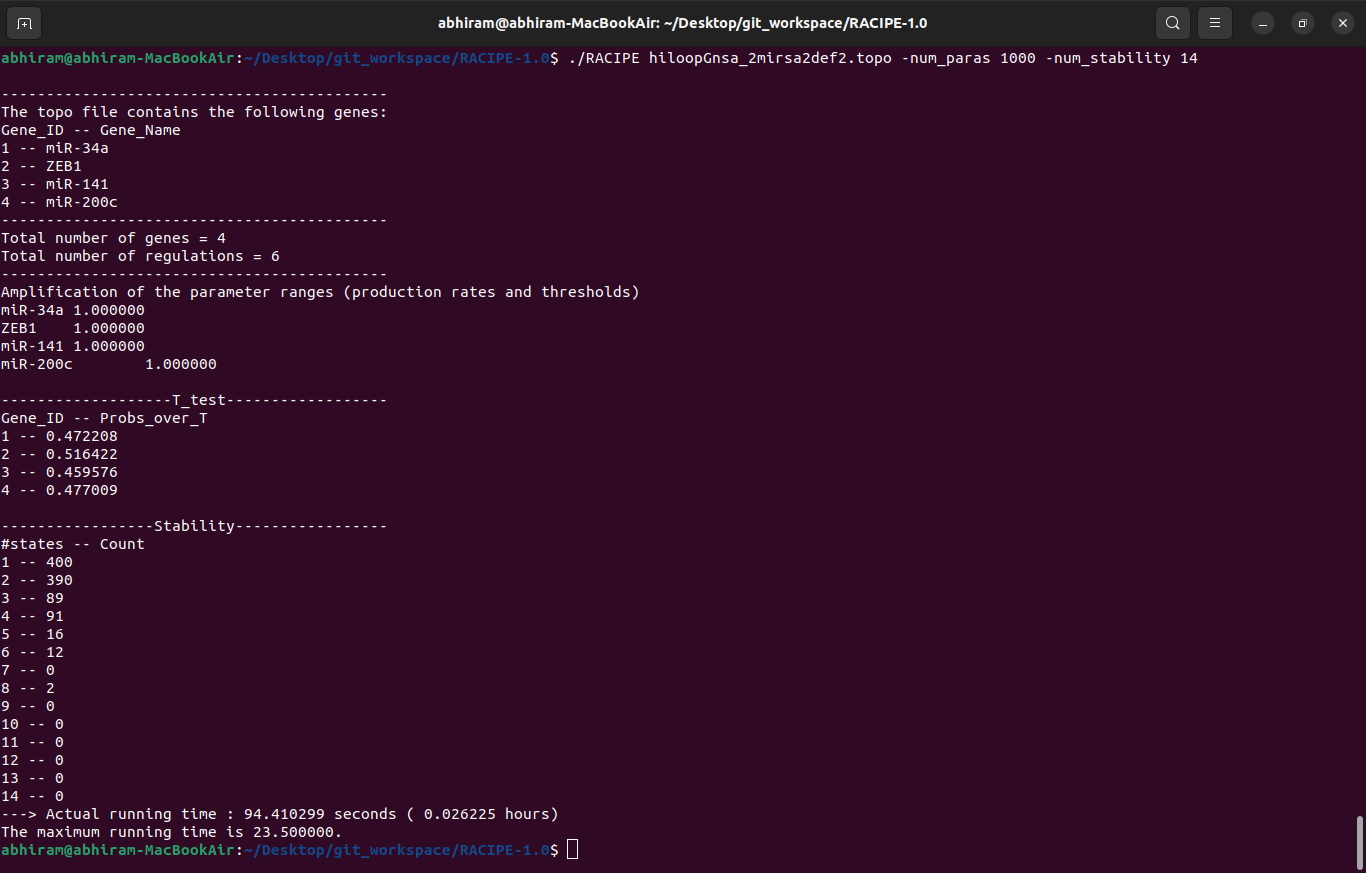 abhiram@abhiram-MacBookAir: ~/Desktop/git_workspace/RACIPE-1.0
abhiram@abhiram-MacBookAir:~/Desktop/git_workspace/RACIPE-1.0$ ./RACIPE hiloopGnsa_2mirsa2def2.topo -num_paras 1000 -num_stability 14
-------------------------------------------
The topo file contains the following genes:
Gene_ID -- Gene_Name
1 -- miR-34a
2 -- ZEB1
3 -- miR-141
4 -- miR-200c
-------------------------------------------
Total number of genes = 4
Total number of regulations = 6
-------------------------------------------
Amplification of the parameter ranges (production rates and thresholds)
miR-34a 1.000000
ZEB1    1.000000
miR-141 1.000000
miR-200c        1.000000
-------------------T_test------------------
Gene_ID -- Probs_over_T
1 -- 0.472208
2 -- 0.516422
3 -- 0.459576
4 -- 0.477009
-----------------Stability-----------------
#states -- Count
1 -- 400
2 -- 390
3 -- 89
4 -- 91
5 -- 16
6 -- 12
7 -- 0
8 -- 2
9 -- 0
10 -- 0
11 -- 0
12 -- 0
13 -- 0
14 -- 0
---> Actual running time : 94.410299 seconds ( 0.026225 hours)
The maximum running time is 23.500000.
abhiram@abhiram-MacBookAir:~/Desktop/git_workspace/RACIPE-1.0$